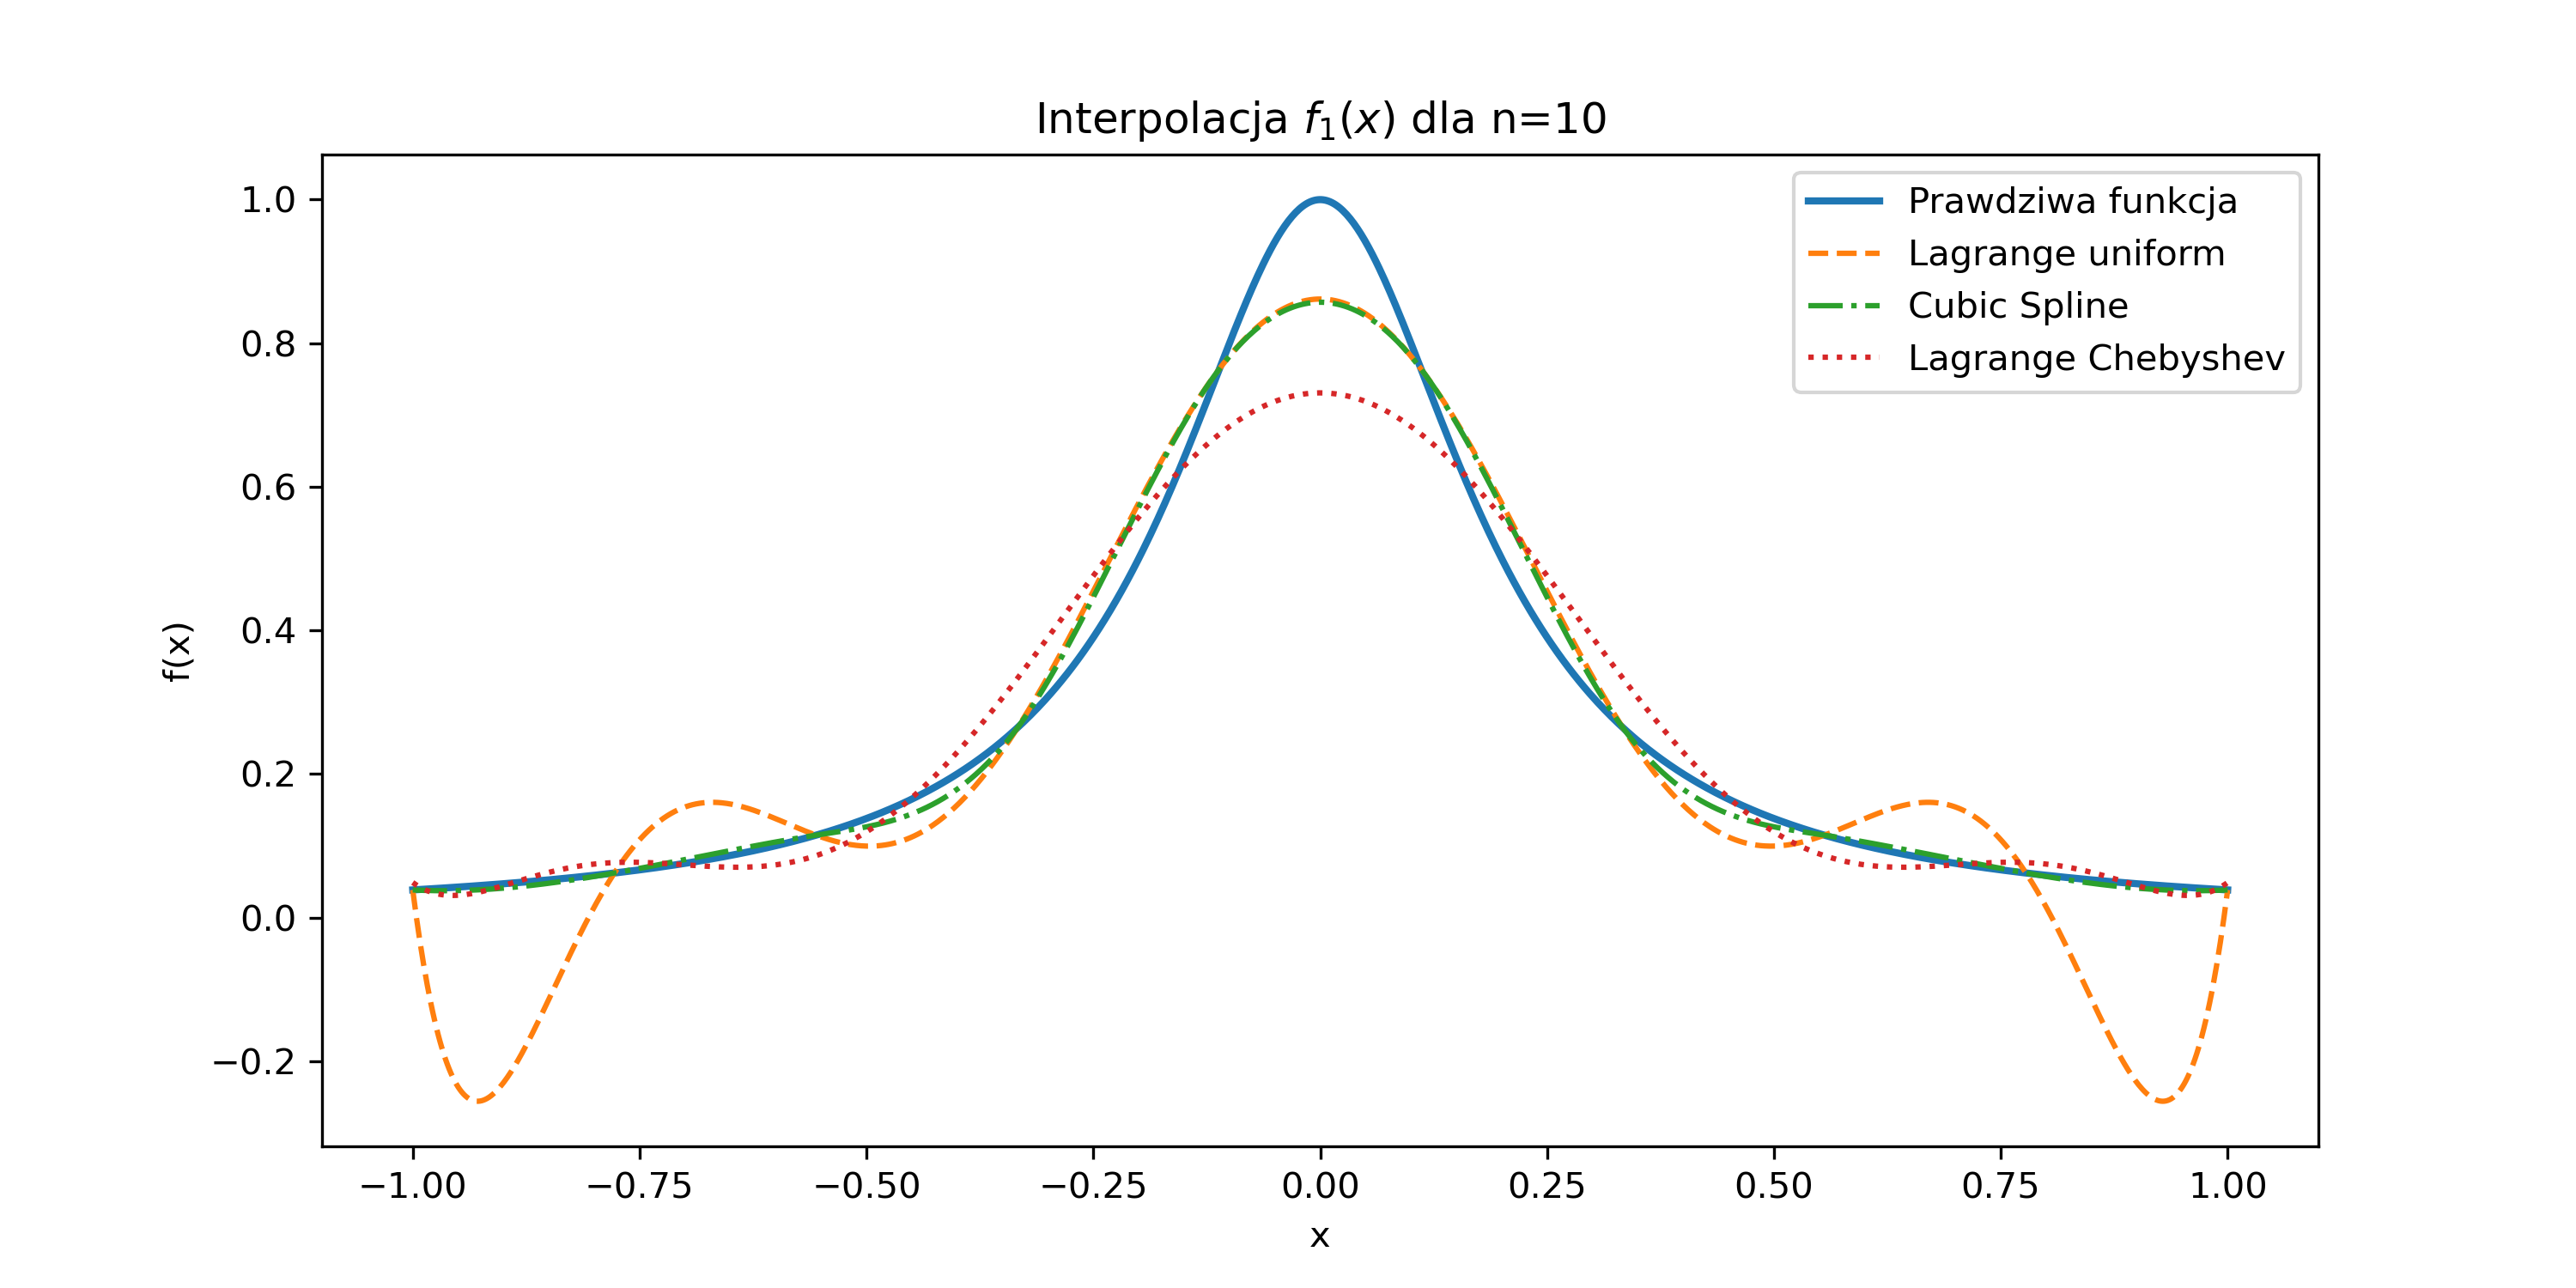 Interpolacja f₁(x) dla n=10
Prawdziwa funkcja
Lagrange uniform
Cubic Spline
Lagrange Chebyshev
f(x)
1.0
0.8
0.6
0.4
0.2
0.0
−0.2
−1.00 −0.75 −0.50 −0.25 0.00 0.25 0.50 0.75 1.00
x